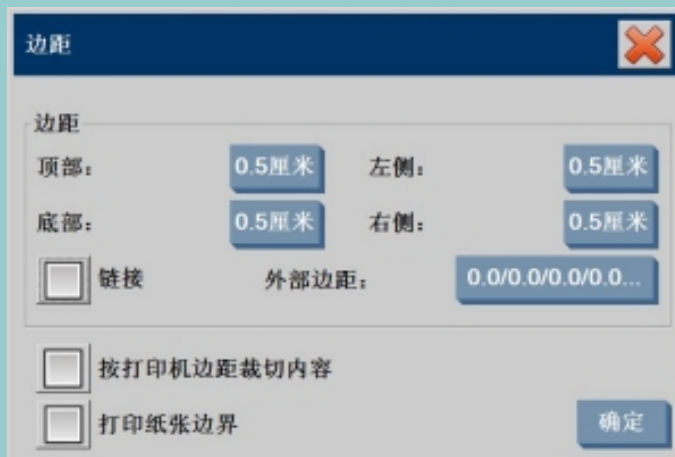 边距
边距
顶部： 0.5厘米 左侧： 0.5厘米
底部： 0.5厘米 右侧： 0.5厘米
链接 外部边距： 0.0/0.0/0.0/0.0...
按打印机边距裁切内容
打印纸张边界 确定